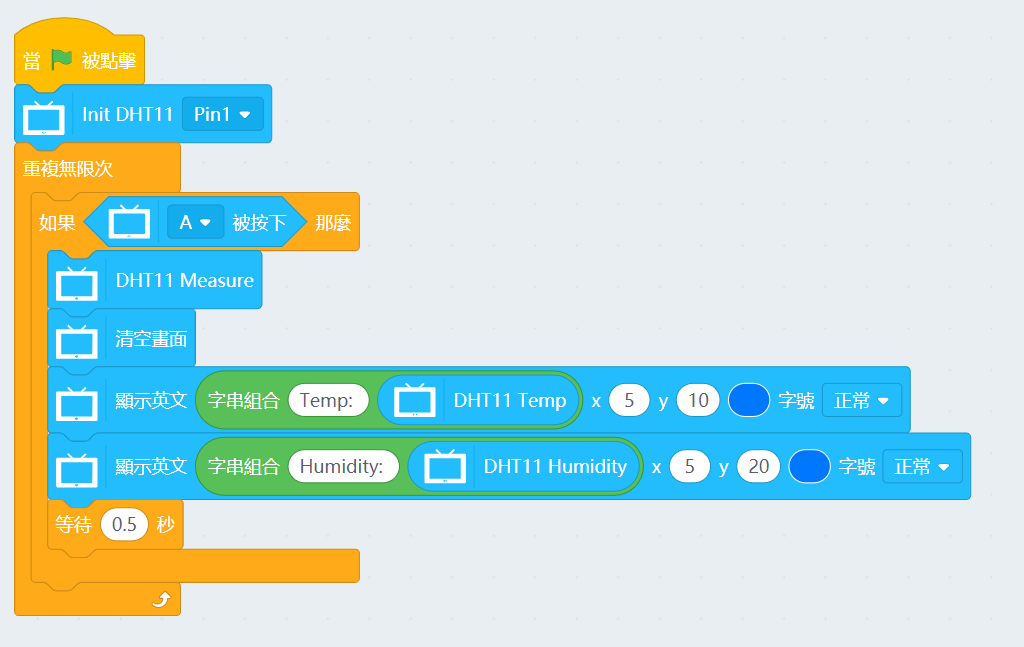 當 被點擊
Init DHT11 Pin1
重複無限次
如果 A 被按下 那麼
DHT11 Measure
清空畫面
顯示英文 字串組合 Temp: DHT11 Temp x 5 y 10 字號 正常
顯示英文 字串組合 Humidity: DHT11 Humidity x 5 y 20 字號 正常
等待 0.5 秒